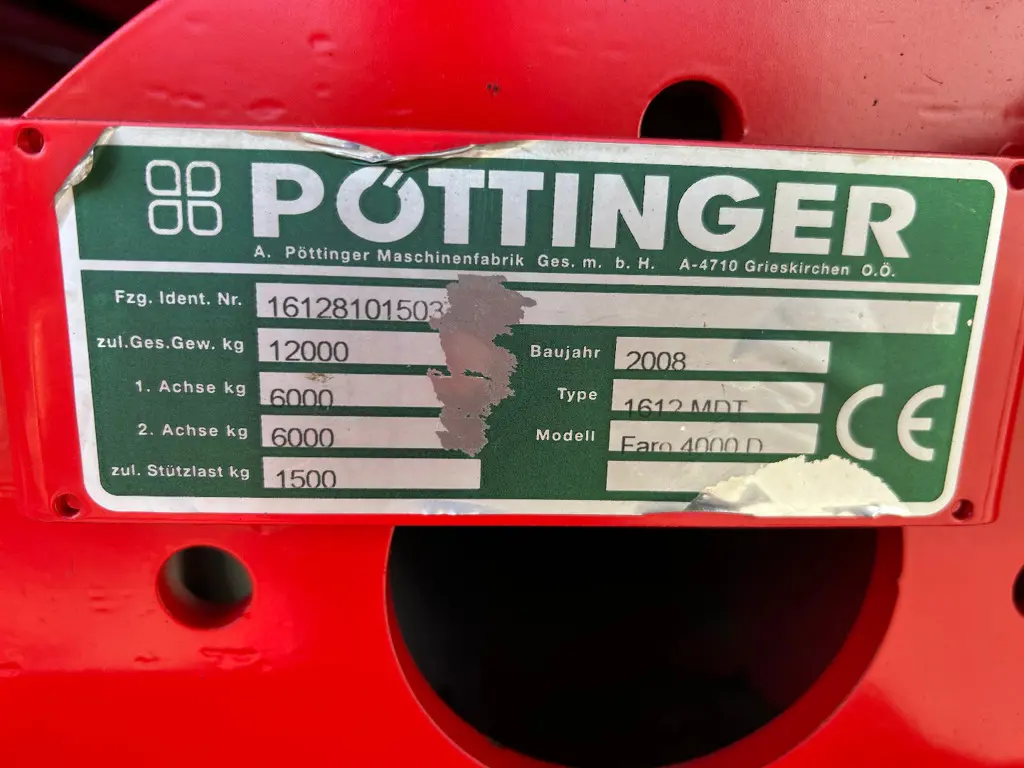 PÖTTINGER
A. Pöttinger Maschinenfabrik Ges. m. b. H. A-4710 Grieskirchen O.Ö.
Fzg. Ident. Nr. 16128101503
zul.Ges.Gew. kg 12000 Baujahr 2008
1. Achse kg 6000 Type 1612 MDT
2. Achse kg 6000 Modell Faro 4000 D
zul. Stützlast kg 1500
CE